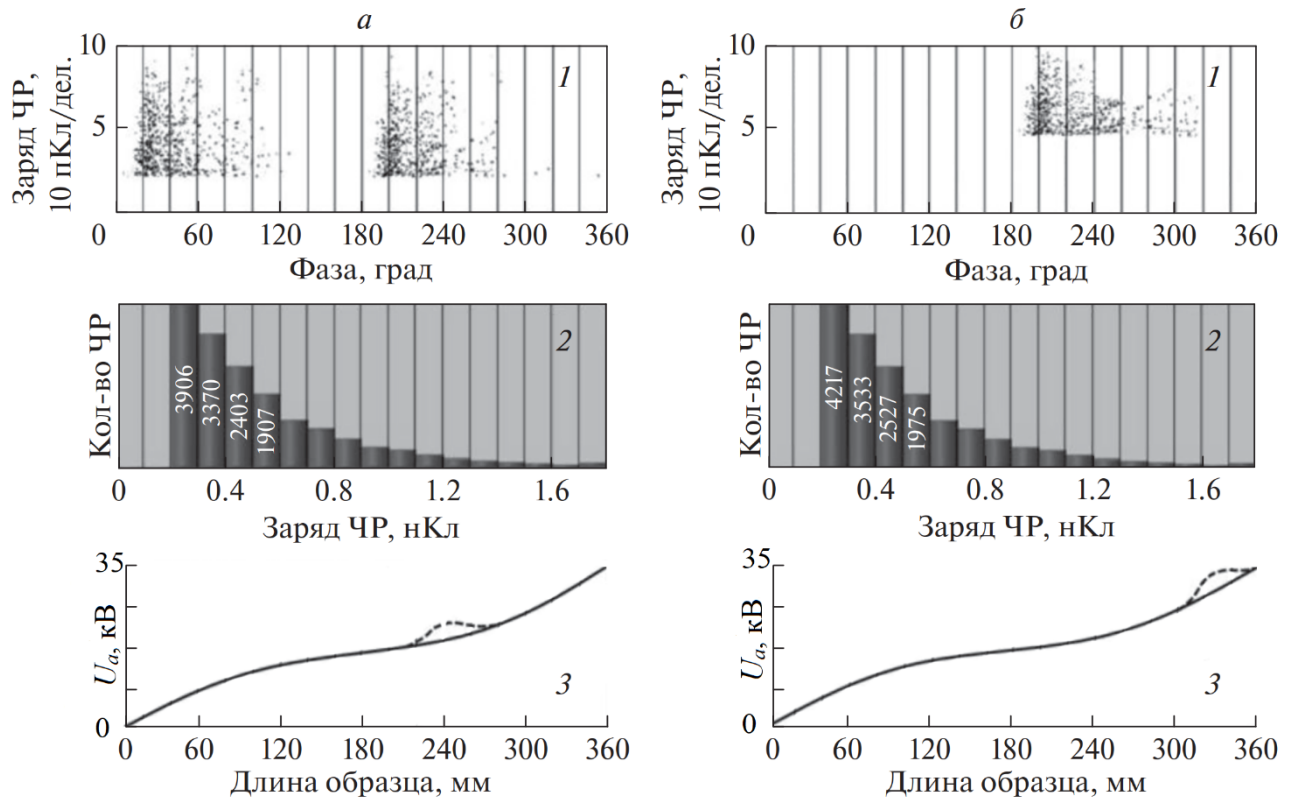 а
Заряд ЧР,
10 пКл/дел.
10
5
0
1
0 60 120 180 240 300 360
Фаза, град
Кол-во ЧР
3906
3370
2403
1907
2
0 0.4 0.8 1.2 1.6
Заряд ЧР, нКл
Uа, кВ
35
0
3
0 60 120 180 240 300 360
Длина образца, мм
б
Заряд ЧР,
10 пКл/дел.
10
5
0
1
60 120 180 240 300 360
Фаза, град
Кол-во ЧР
4217
3533
2527
1975
2
0 0.4 0.8 1.2 1.6
Заряд ЧР, нКл
Uа, кВ
35
0
3
0 60 120 180 240 300 360
Длина образца, мм